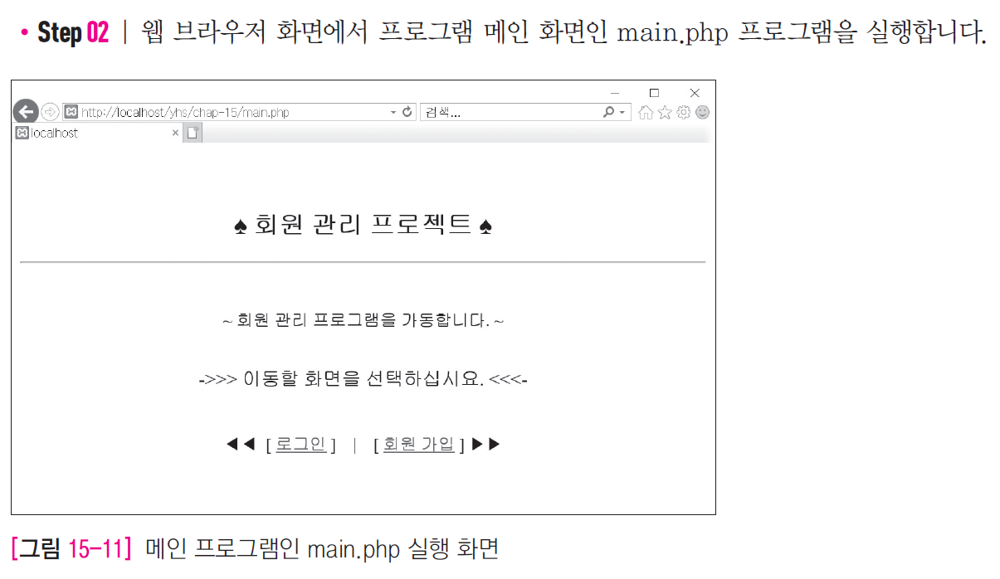 • Step 02 | 웹 브라우저 화면에서 프로그램 메인 화면인 main.php 프로그램을 실행합니다.
http://localhost/yhs/chap-15/main.php 검색...
localhost
♠ 회원 관리 프로젝트 ♠
~ 회원 관리 프로그램을 가동합니다. ~
->>> 이동할 화면을 선택하십시요. <<<-
◀◀ [ 로그인 ] | [ 회원 가입 ] ▶▶
[그림 15-11] 메인 프로그램인 main.php 실행 화면